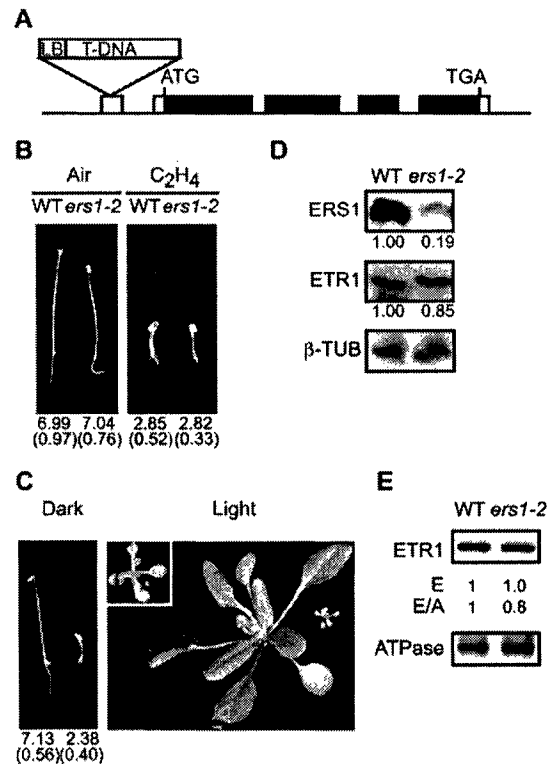 A
LB T-DNA
ATG TGA
B
Air C2H4
WT ers1-2 WT ers1-2
6.99 7.04 2.85 2.82
(0.97)(0.76) (0.52)(0.33)
C
Dark Light
7.13 2.38
(0.56)(0.40)
D
WT ers1-2
ERS1
1.00 0.19
ETR1
1.00 0.85
β-TUB
E
WT ers1-2
ETR1
E 1 1.0
E/A 1 0.8
ATPase